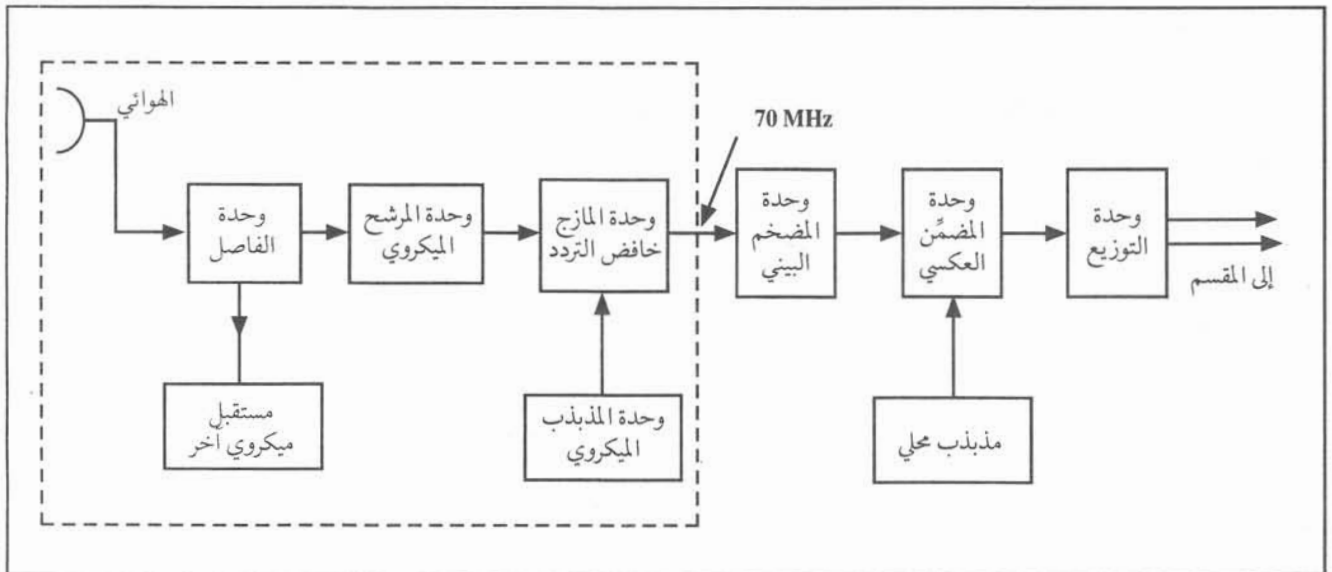 الهوائي
70 MHz
وحدة
الفاصل
وحدة المرشح
الميكروي
وحدة المازج
خافض التردد
وحدة
المضخم
البيني
وحدة
المضمِّن
العكسي
وحدة
التوزيع
إلى المقسم
مستقبل
ميكروي آخر
وحدة المذبذب
الميكروي
مذبذب محلي